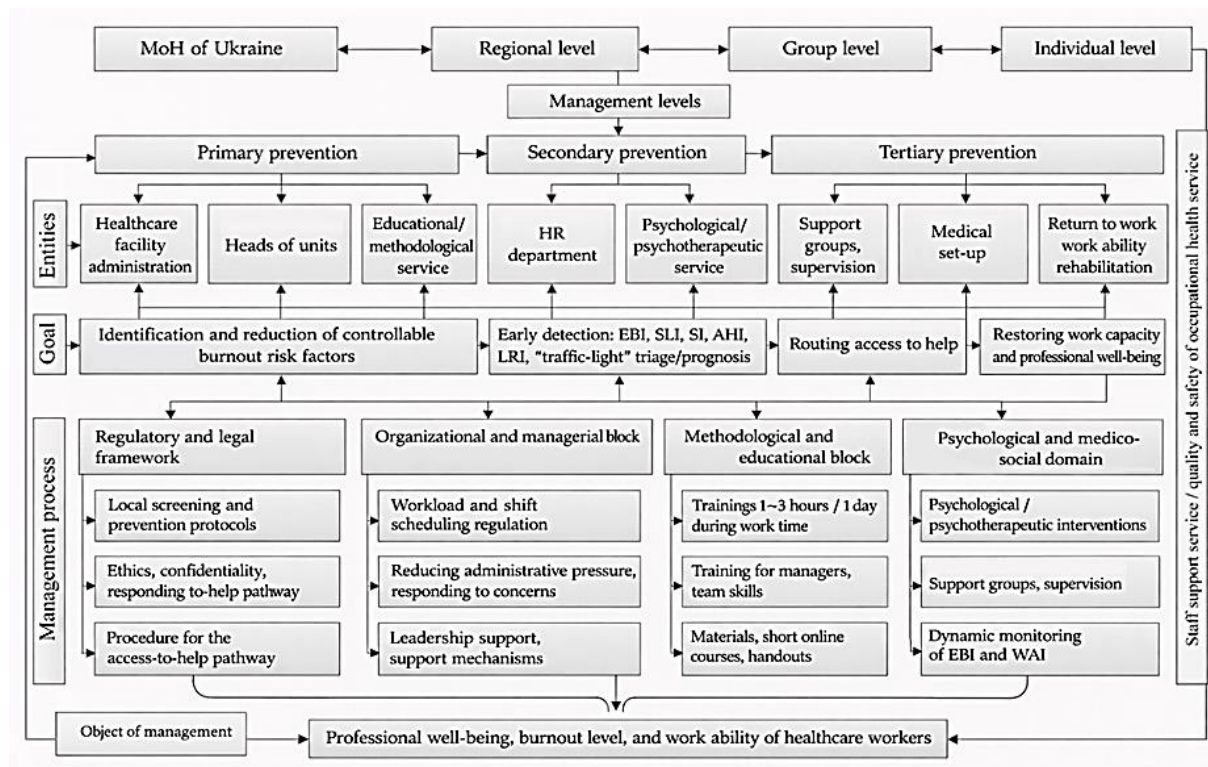 MoH of Ukraine
Regional level
Group level
Individual level
Management levels
Primary prevention
Secondary prevention
Tertiary prevention
Entities
Healthcare
facility
administration
Heads of units
Educational/
methodological
service
HR
department
Psychological/
psychotherapeutic
service
Support
groups,
supervision
Medical
set-up
Return to work
work ability
rehabilitation
Goal
Identification and reduction of controllable
burnout risk factors
Early detection: EBI, SLI, SI, AHI,
LRI, “traffic-light” triage/prognosis
Routing access to help
Restoring work capacity
and professional well-being
Management process
Regulatory and legal
framework
Local screening and
prevention protocols
Ethics, confidentiality,
responding to-help pathway
Procedure for the
access-to-help pathway
Organizational and managerial block
Workload and shift
scheduling regulation
Reducing administrative pressure,
responding to concerns
Leadership support,
support mechanisms
Methodological and
educational block
Trainings 1~3 hours / 1 day
during work time
Training for managers,
team skills
Materials, short online
courses, handouts
Psychological and medico-
social domain
Psychological /
psychotherapeutic interventions
Support groups, supervision
Dynamic monitoring
of EBI and WAI
Staff support service / quality and safety of occupational health service
Object of management
Professional well-being, burnout level, and work ability of healthcare workers